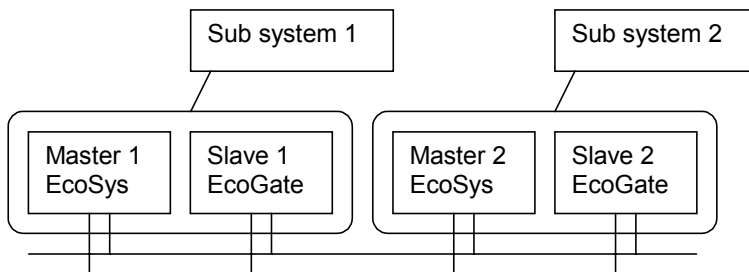 Sub system 1
Sub system 2
Master 1
EcoSys
Slave 1
EcoGate
Master 2
EcoSys
Slave 2
EcoGate